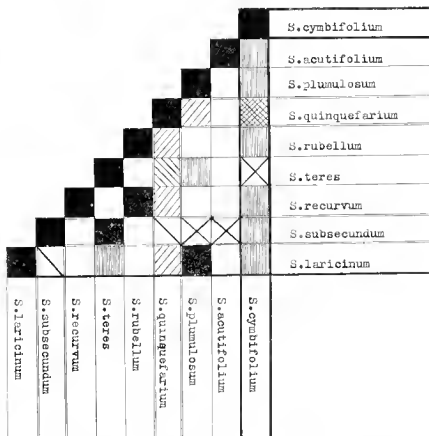 S.cymbifolium
S.acutifolium
S.plumulosum
S.quinquefarium
S.rubellum
S.teres
S.recurvum
S.subsecundum
S.laricinum
S.laricinum
S.subsecundum
S.recurvum
S.teres
S.rubellum
S.quinquefarium
S.plumulosum
S.acutifolium
S.cymbifolium